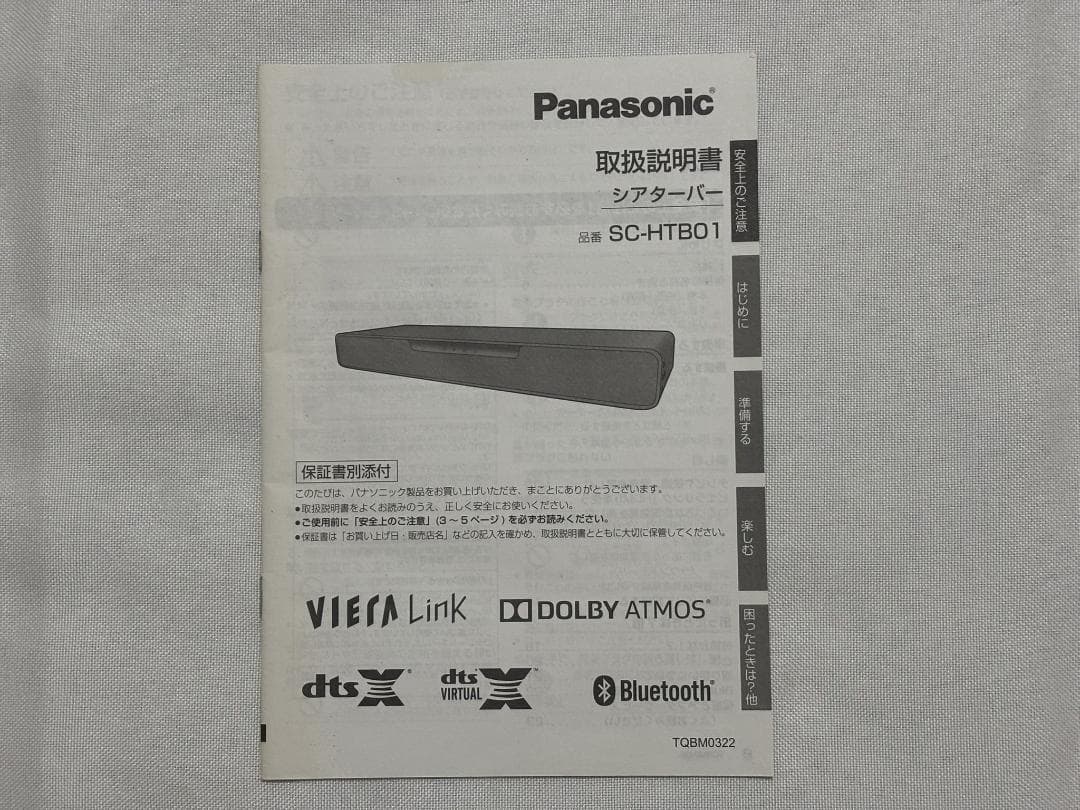 Panasonic®
取扱説明書
シアターバー
品番 SC-HTB01
安全上のご注意
はじめに
準備する
楽しむ
困ったときは？他
保証書別添付
このたびは、パナソニック製品をお買い上げいただき、まことにありがとうございます。
●取扱説明書をよくお読みのうえ、正しく安全にお使いください。
●ご使用前に「安全上のご注意」(3～5ページ)を必ずお読みください。
●保証書は「お買い上げ日・販売店名」などの記入を確かめ、取扱説明書とともに大切に保管してください。
VIERA Link
DOLBY ATMOS®
dts X®
dts VIRTUAL X™
Bluetooth®
TQBM0322